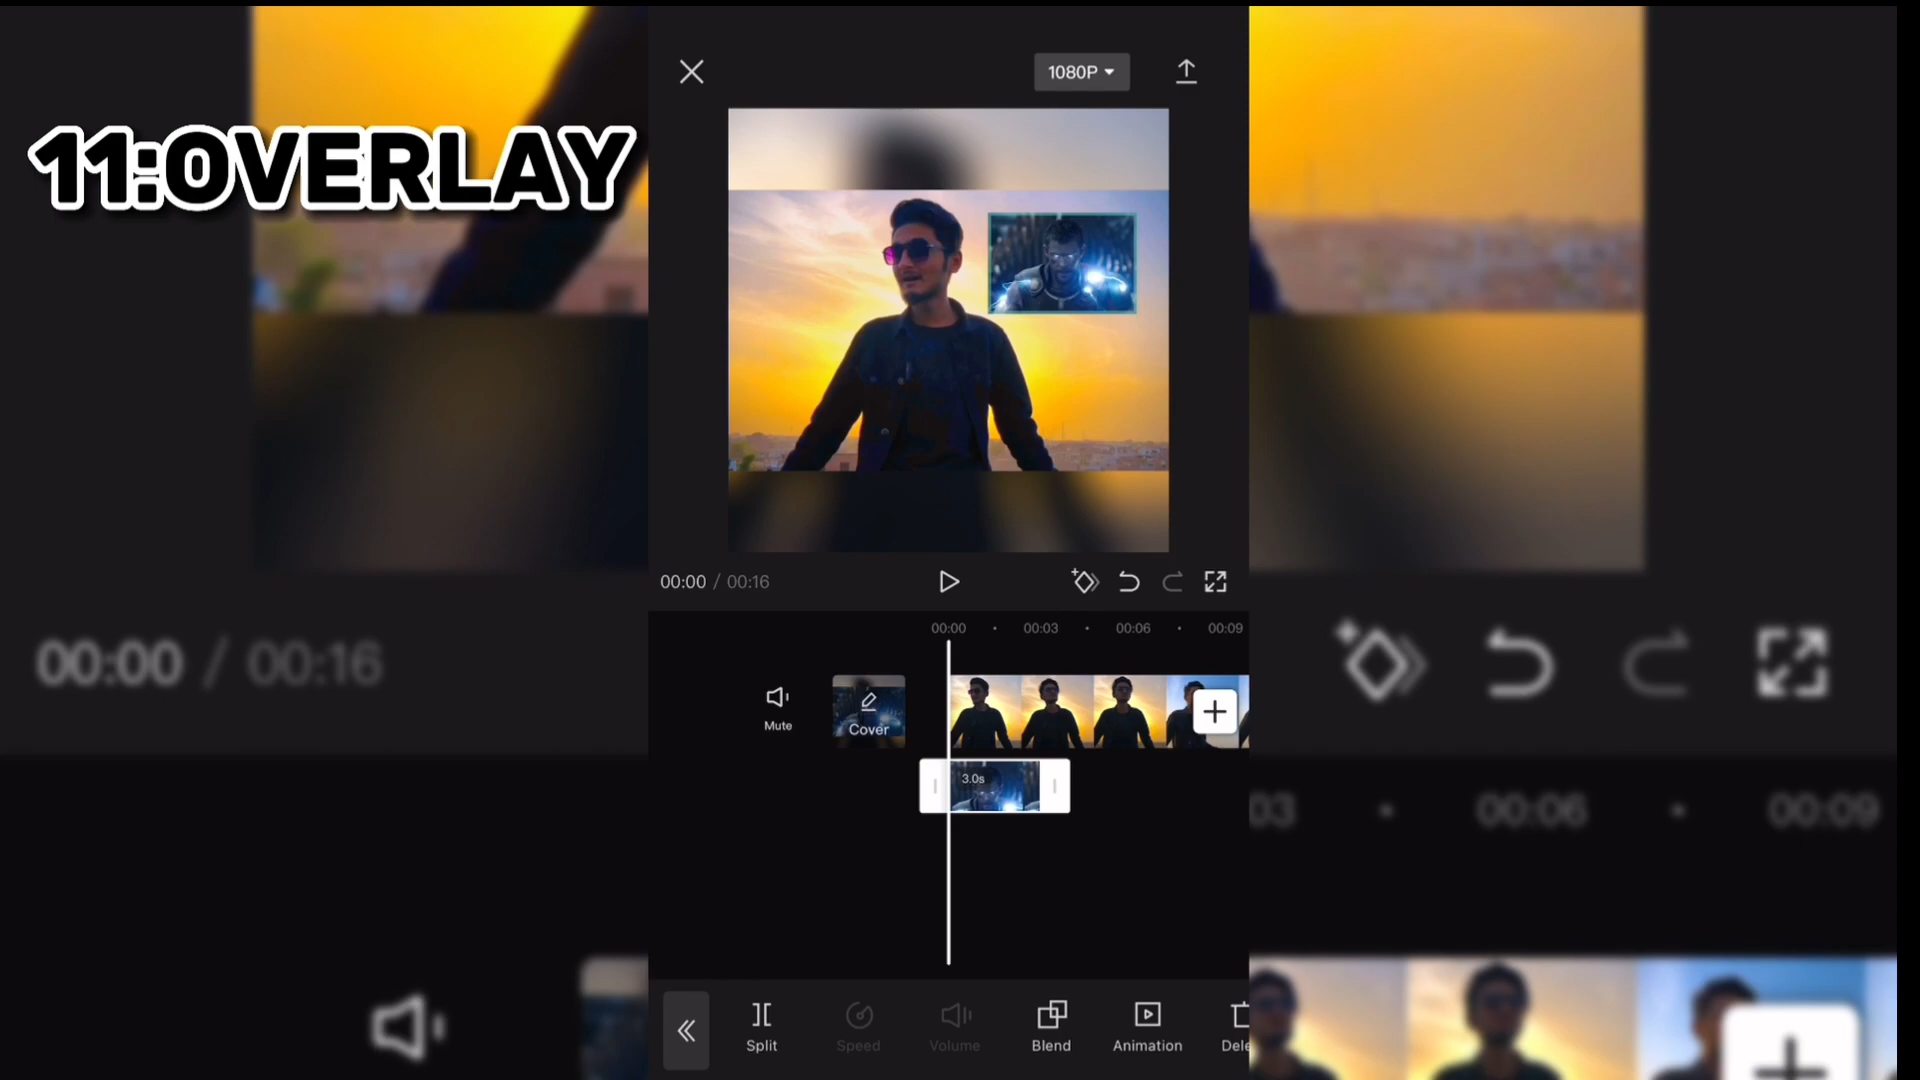 1080P
11:OVERLAY
00:00 / 00:16
00:00 / 00:16
00:00 • 00:03 • 00:06 • 00:09
Mute
Cover
3.0s
03 • 00:06 • 00:09
Split
Speed
Volume
Blend
Animation
Dele